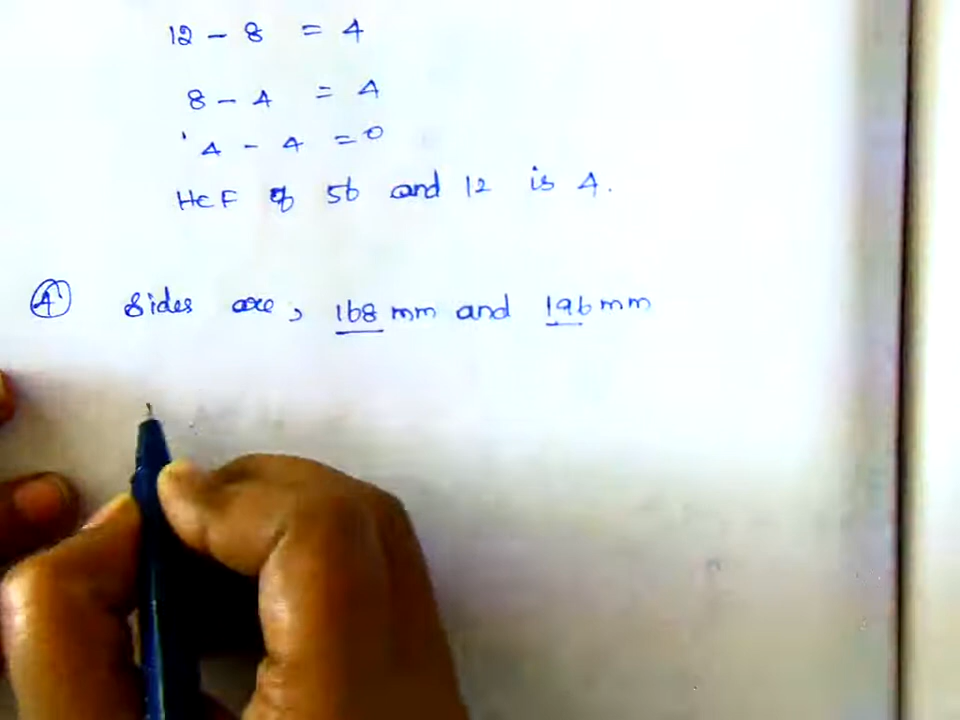 12 - 8 = 4
8 - 4 = 4
4 - 4 = 0
HCF of 56 and 12 is 4.
4 Sides are, 168 mm and 196 mm